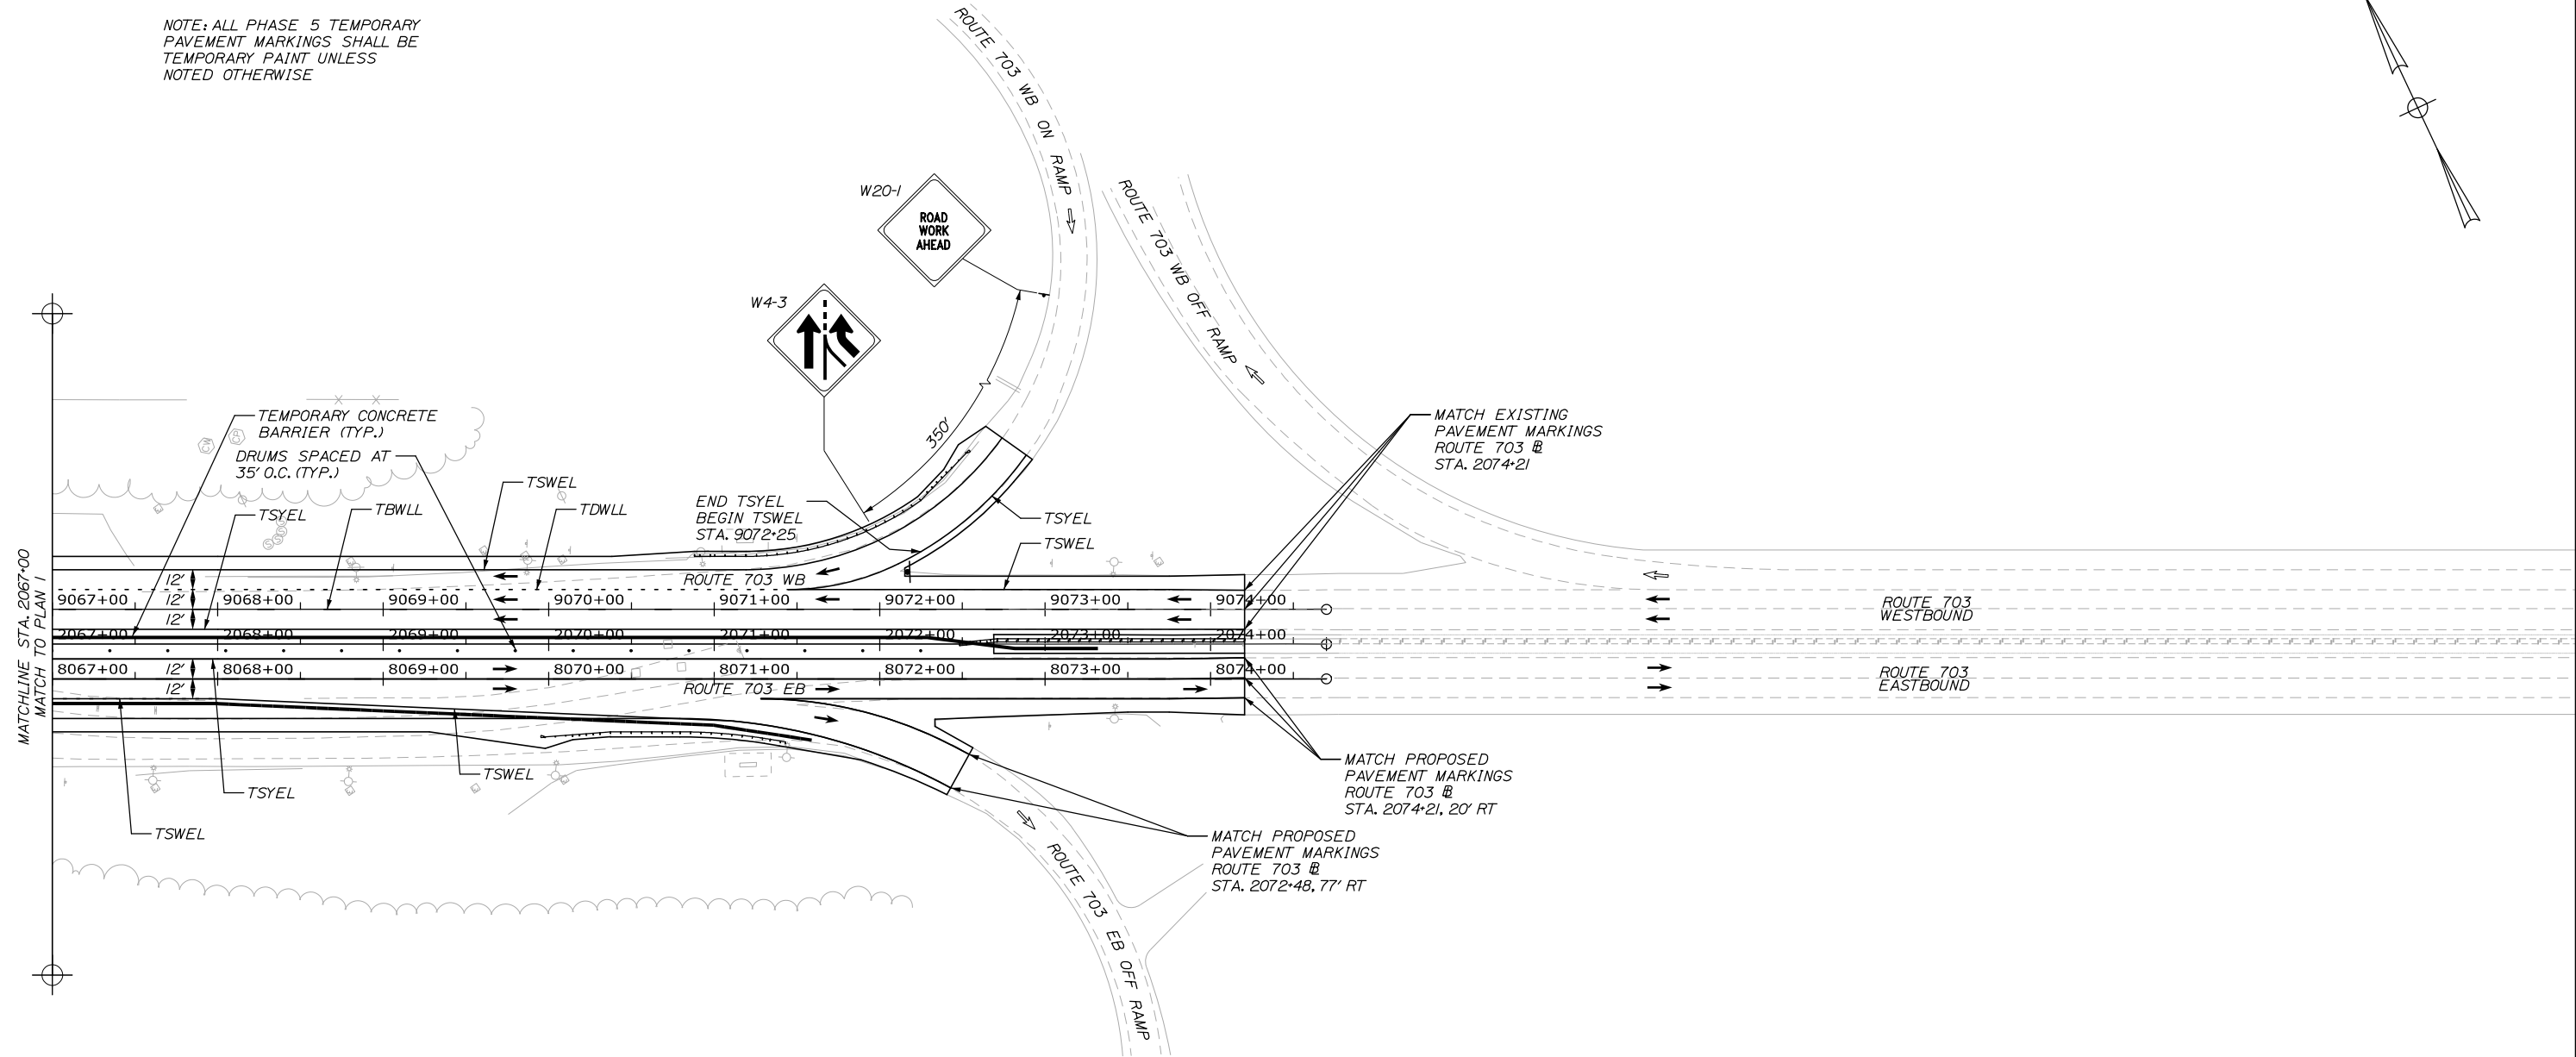 NOTE: ALL PHASE 5 TEMPORARY
PAVEMENT MARKINGS SHALL BE
TEMPORARY PAINT UNLESS
NOTED OTHERWISE
ROUTE 703 WB ON RAMP
ROUTE 703 WB OFF RAMP
W20-1
ROAD
WORK
AHEAD
W4-3
350'
TEMPORARY CONCRETE
BARRIER (TYP.)
DRUMS SPACED AT
35' O.C. (TYP.)
CW
CP
TSWEL
TSYEL
TBWLL
TDWLL
END TSYEL
BEGIN TSWEL
STA. 9072+25
TSYEL
TSWEL
MATCH EXISTING
PAVEMENT MARKINGS
ROUTE 703 BL
STA. 2074+21
MATCHLINE STA. 2067+00
MATCH TO PLAN 1
12'
ROUTE 703 WB
9067+00 12' 9068+00 9069+00 9070+00 9071+00 9072+00 9073+00 9074+00
12'
2067+00 2068+00 2069+00 2070+00 2071+00 2072+00 2073+00 2074+00
8067+00 12' 8068+00 8069+00 8070+00 8071+00 8072+00 8073+00 8074+00
12'
ROUTE 703 EB
ROUTE 703
WESTBOUND
ROUTE 703
EASTBOUND
TSWEL
TSYEL
TSWEL
MATCH PROPOSED
PAVEMENT MARKINGS
ROUTE 703 BL
STA. 2074+21, 20' RT
MATCH PROPOSED
PAVEMENT MARKINGS
ROUTE 703 BL
STA. 2072+48, 77' RT
ROUTE 703 EB OFF RAMP